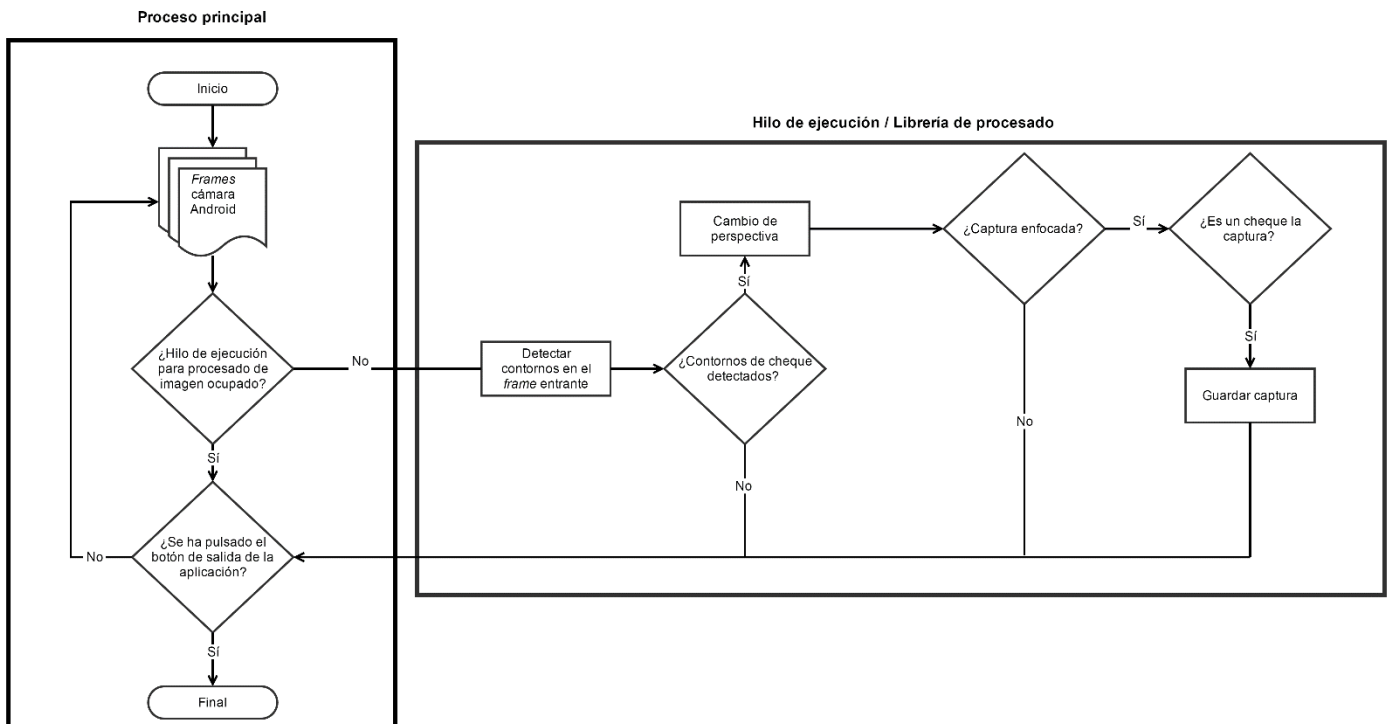 Proceso principal
Inicio
Frames
cámara
Android
¿Hilo de ejecución
para procesado de
imagen ocupado?
No
Sí
¿Se ha pulsado el
botón de salida de la
aplicación?
No
Sí
Final
Hilo de ejecución / Librería de procesado
Detectar
contornos en el
frame entrante
¿Contornos de cheque
detectados?
Sí
No
Cambio de
perspectiva
¿Captura enfocada?
Sí
No
¿Es un cheque la
captura?
Sí
Guardar captura